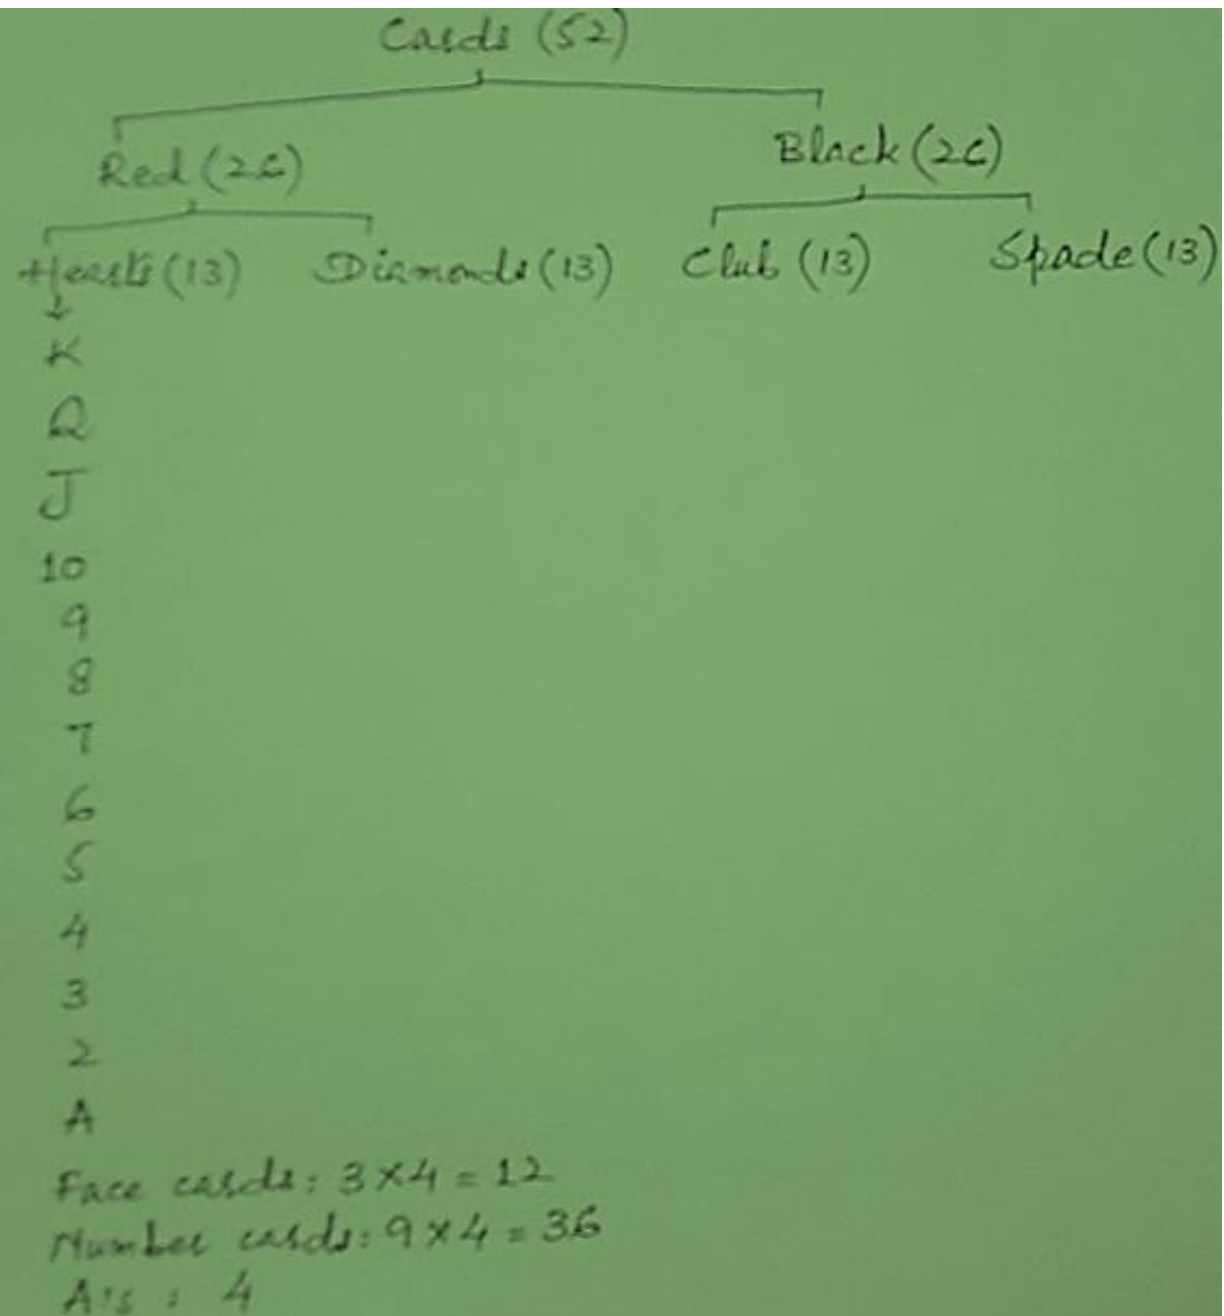 Cards (52)
Red (26) Black (26)
Hearts (13) Diamonds (13) Club (13) Spade (13)
K
Q
J
10
9
8
7
6
5
4
3
2
A
Face cards: 3×4 = 12
Number cards: 9×4 = 36
A's : 4